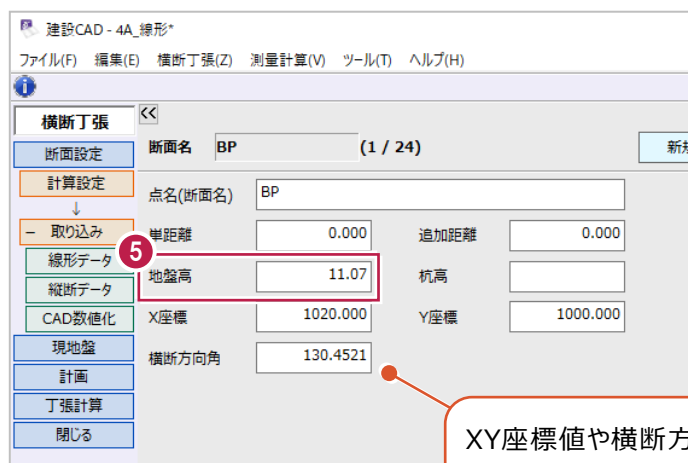 建設CAD - 4A_線形*
ファイル(F) 編集(E) 横断丁張(Z) 測量計算(V) ツール(T) ヘルプ(H)
横断丁張 <<
断面設定 断面名 BP (1 / 24) 新規
計算設定 点名(断面名) BP
↓
− 取り込み 単距離 0.000 追加距離 0.000
5
線形データ 地盤高 11.07 杭高
縦断データ
CAD数値化 X座標 1020.000 Y座標 1000.000
現地盤 横断方向角 130.4521
計画
丁張計算
閉じる XY座標値や横断方